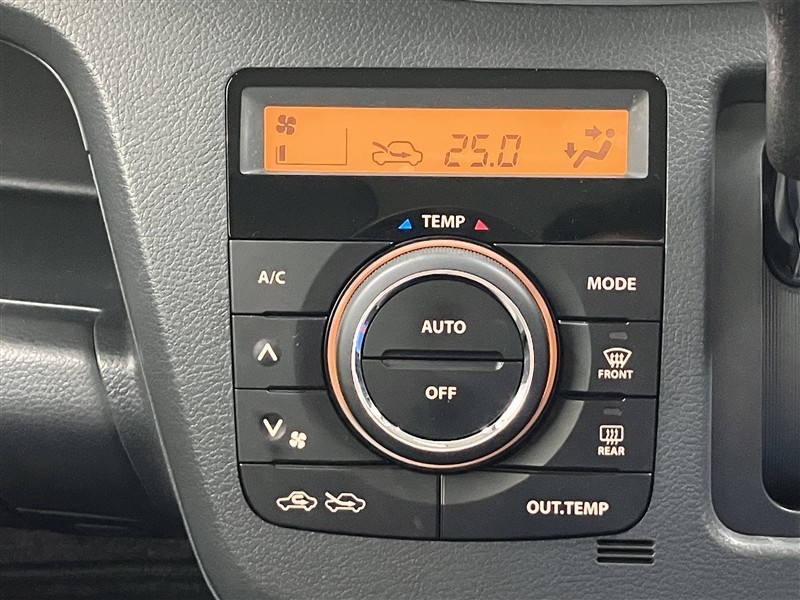 25.0
TEMP
A/C
MODE
AUTO
OFF
FRONT
REAR
OUT.TEMP